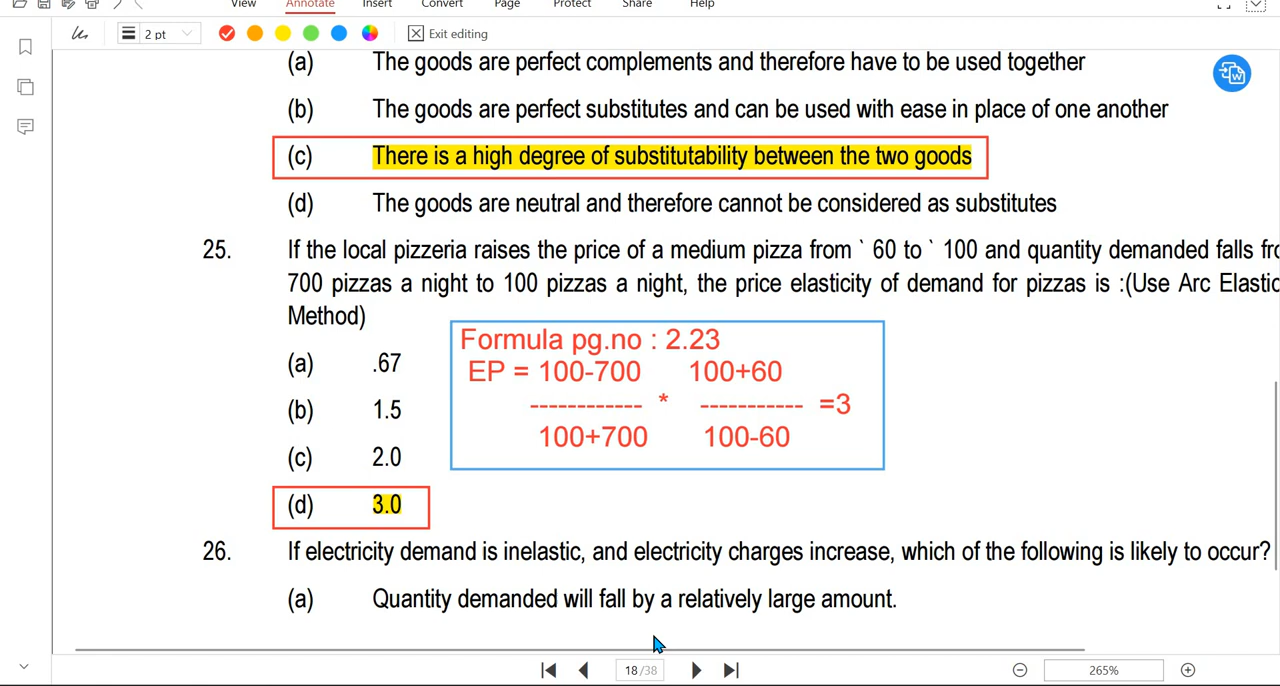 View Annotate Insert Convert Page Protect Share Help
2 pt Exit editing
(a) The goods are perfect complements and therefore have to be used together
(b) The goods are perfect substitutes and can be used with ease in place of one another
(c) There is a high degree of substitutability between the two goods
(d) The goods are neutral and therefore cannot be considered as substitutes
25. If the local pizzeria raises the price of a medium pizza from ` 60 to ` 100 and quantity demanded falls fro
700 pizzas a night to 100 pizzas a night, the price elasticity of demand for pizzas is :(Use Arc Elastic
Method)
Formula pg.no : 2.23
(a) .67
EP = 100-700 100+60
------------ * ----------- =3
(b) 1.5
100+700 100-60
(c) 2.0
(d) 3.0
26. If electricity demand is inelastic, and electricity charges increase, which of the following is likely to occur?
(a) Quantity demanded will fall by a relatively large amount.
18 /38 265%